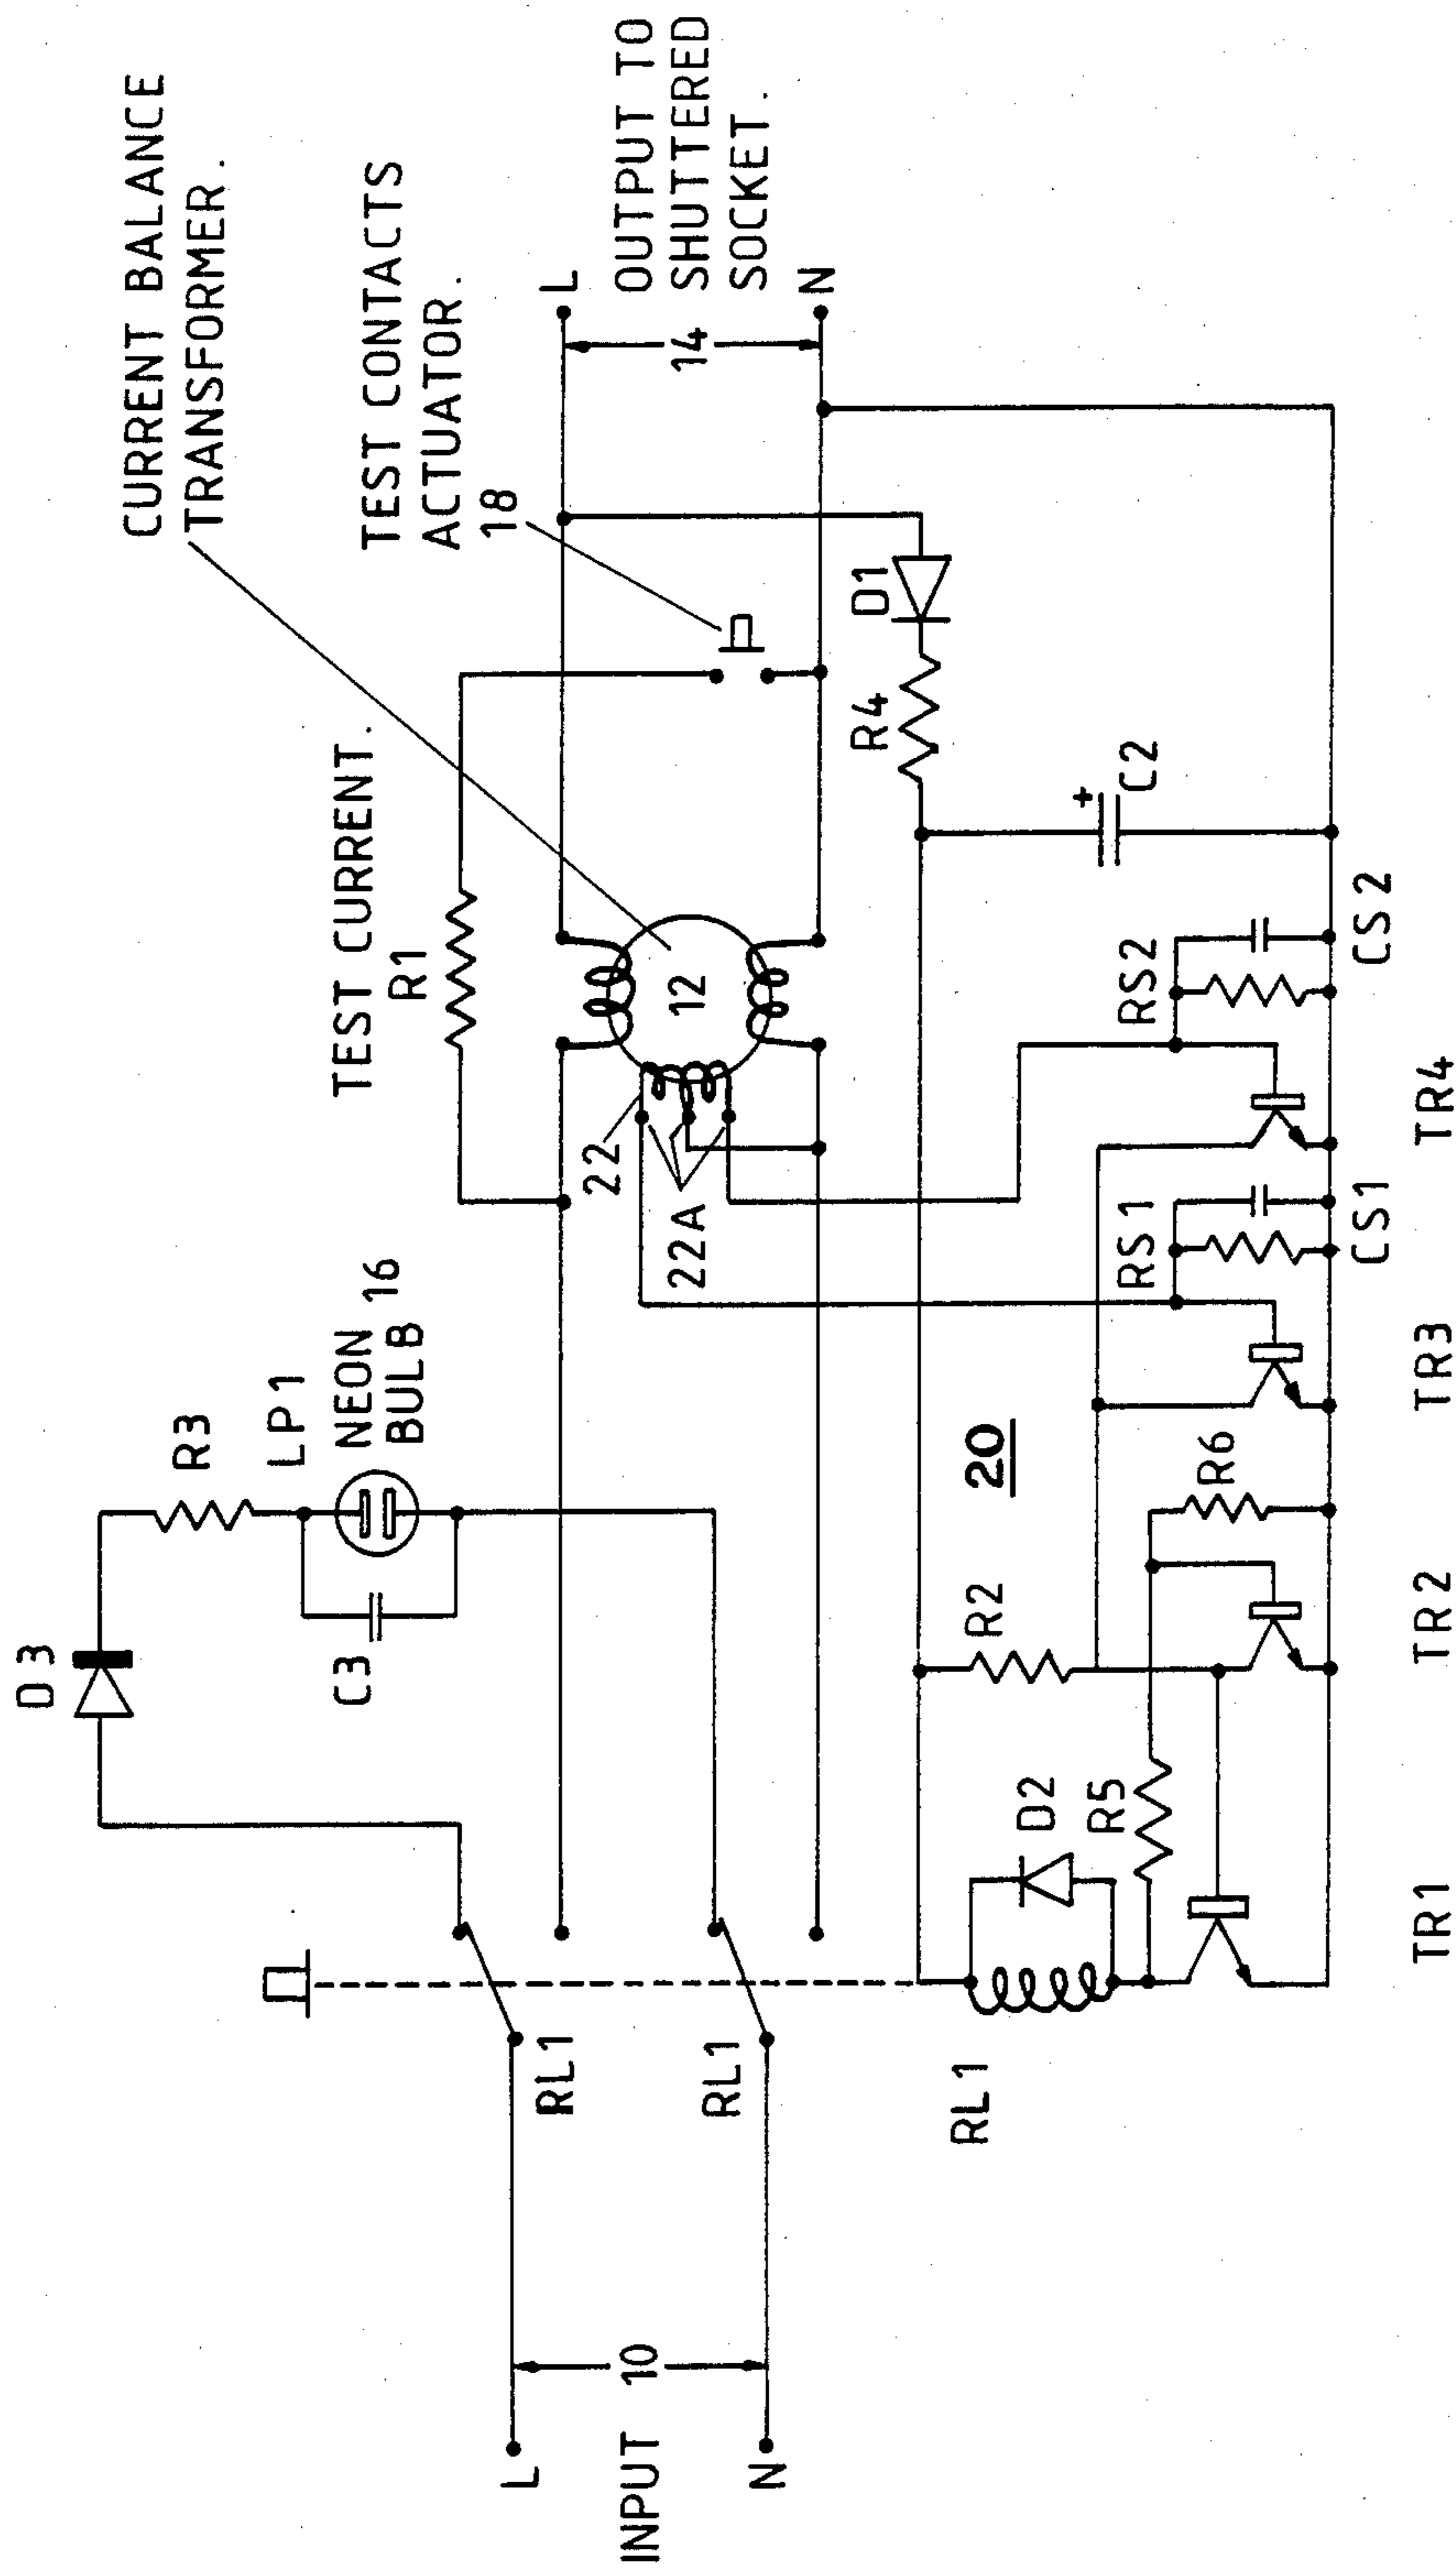 CURRENT BALANCE
TRANSFORMER.
TEST CONTACTS
ACTUATOR.
18
TEST CURRENT.
R1
D3
R3
LP1
NEON 16
BULB
C3
L
OUTPUT TO
SHUTTERED
SOCKET.
N
14
12
22
22A
RL1
RL1
L
INPUT 10
N
D1
R4
C2
+
20
R2
RL1
D2
R5
R6
RS1
RS2
CS1
CS2
TR1
TR2
TR3
TR4